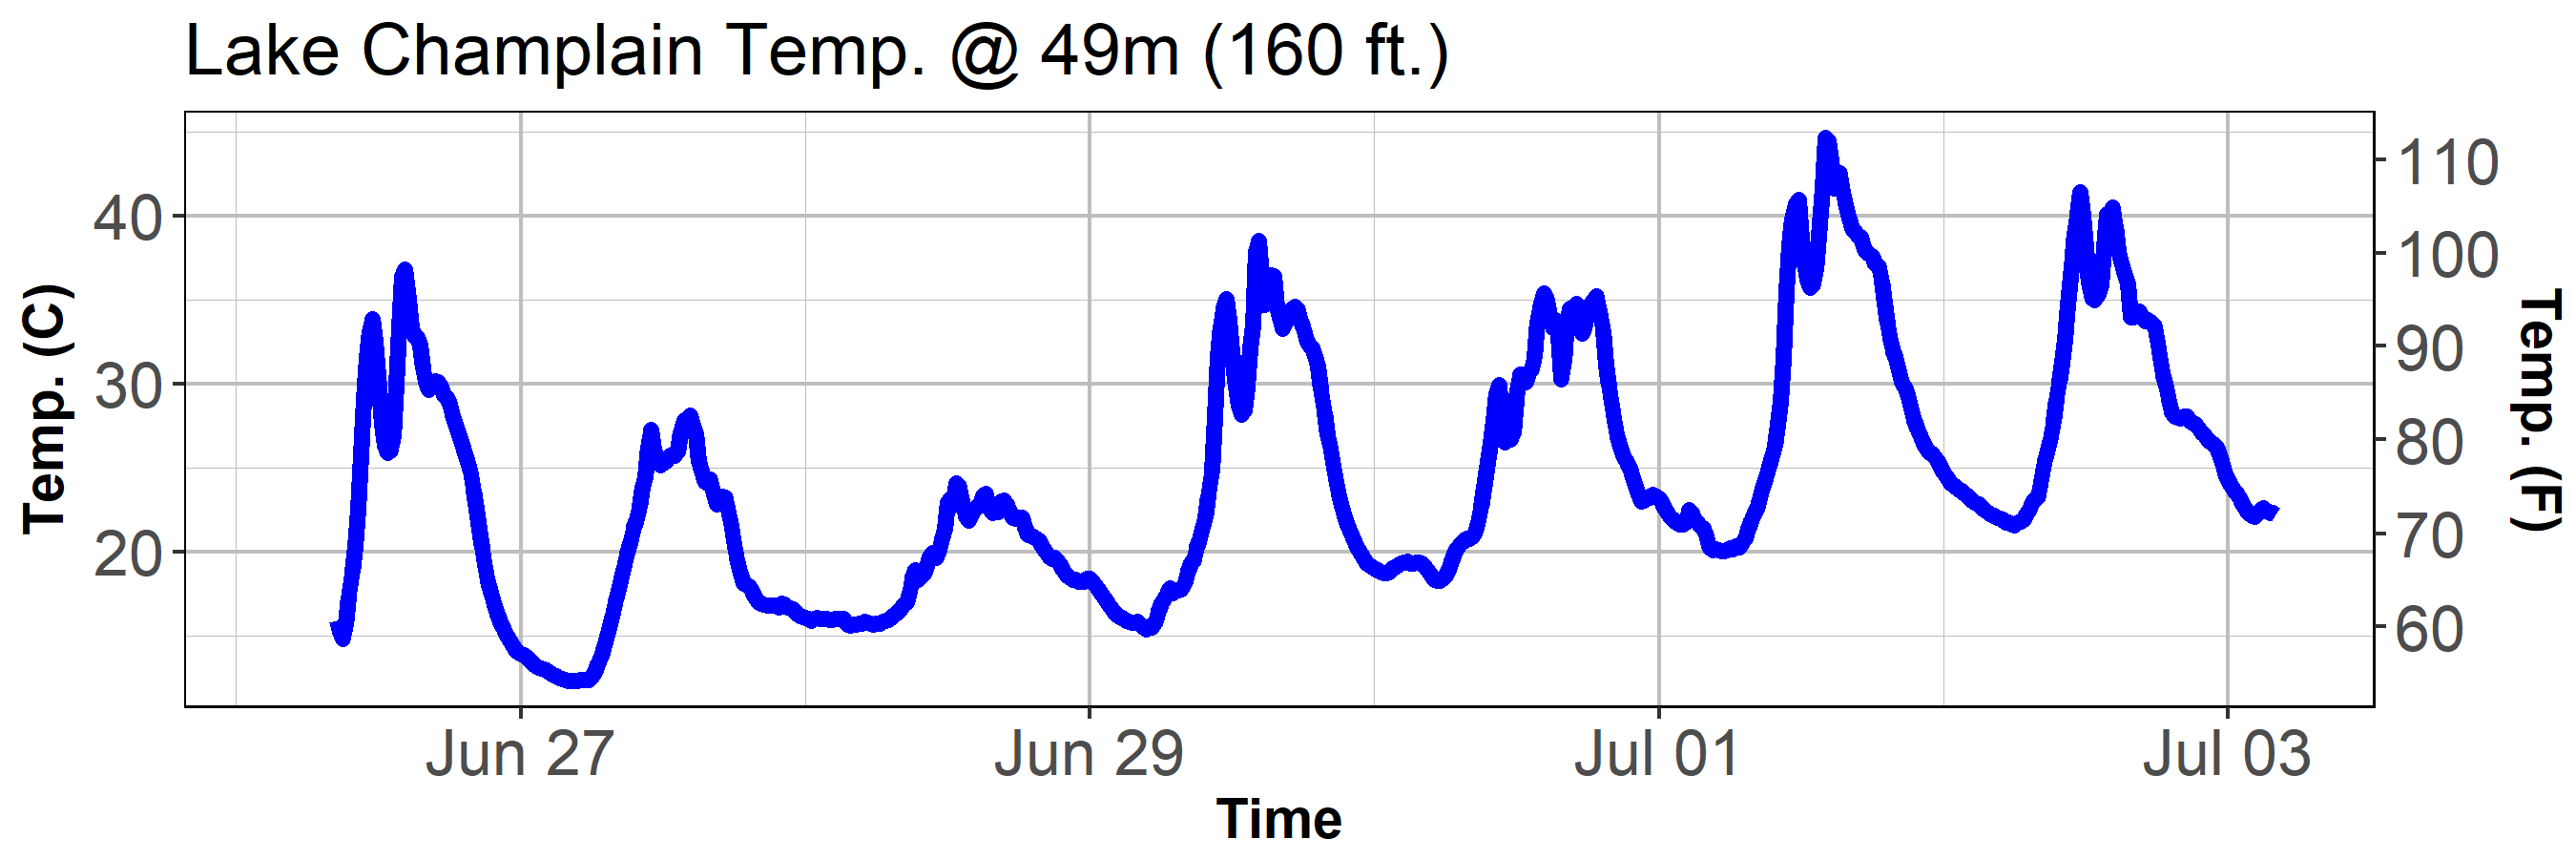 Lake Champlain Temp. @ 49m (160 ft.)
Temp. (C)
40
30
20
110
100
90
80
70
60
Temp. (F)
Jun 27
Jun 29
Jul 01
Jul 03
Time